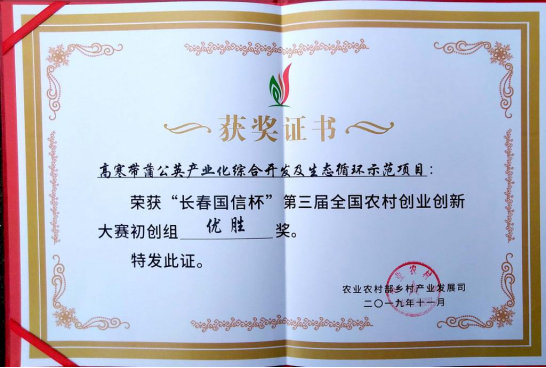 获奖证书
高寒带蒲公英产业化综合开发及生态循环示范项目：
荣获“长春国信杯”第三届全国农村创业创新
大赛初创组优胜奖。
特发此证。
农业农村部乡村产业发展司
二〇一九年十一月